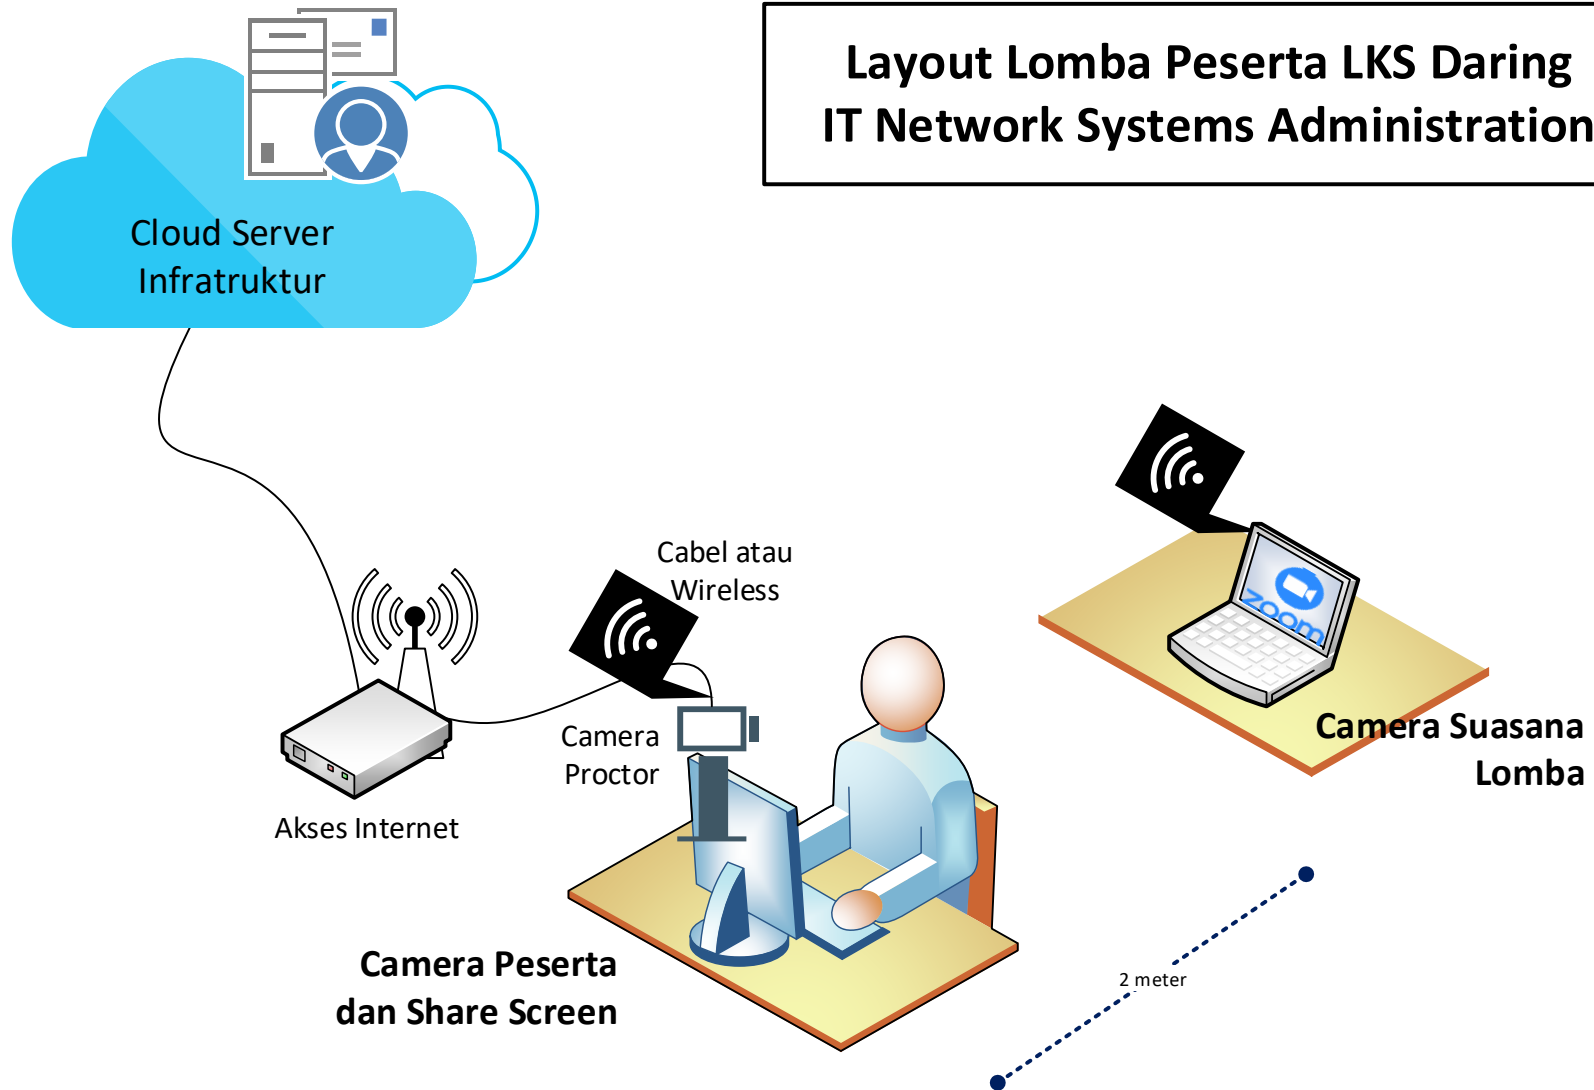 Layout Lomba Peserta LKS Daring
IT Network Systems Administration
Cloud Server
Infratruktur
Cabel atau
Wireless
zoom
Camera
Proctor
Camera Suasana
Lomba
Akses Internet
Camera Peserta
dan Share Screen
2 meter